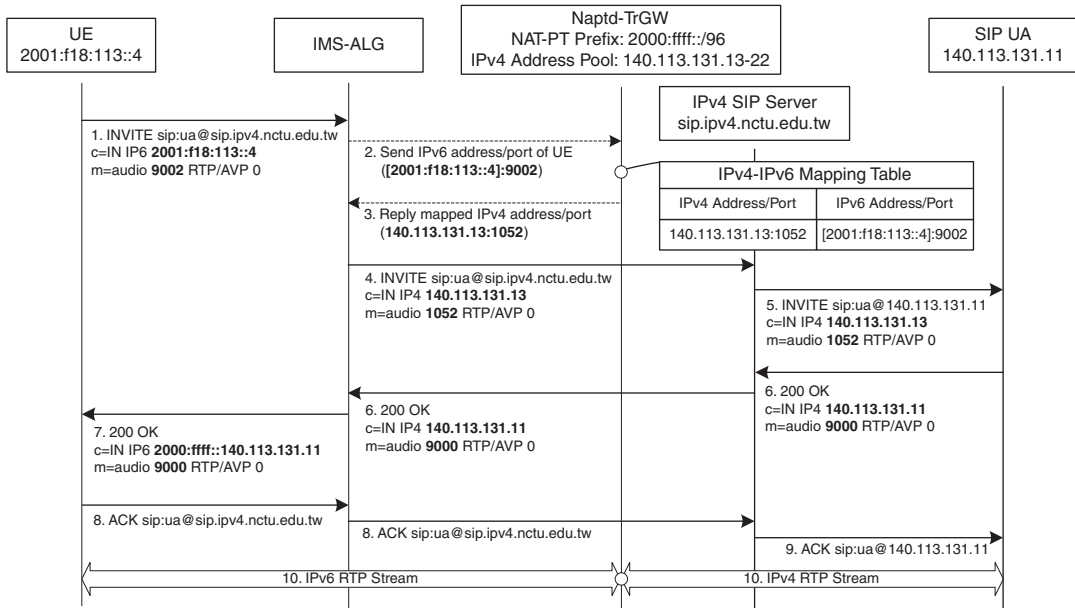 UE
2001:f18:113::4
IMS-ALG
Naptd-TrGW
NAT-PT Prefix: 2000:ffff::/96
IPv4 Address Pool: 140.113.131.13-22
SIP UA
140.113.131.11
IPv4 SIP Server
sip.ipv4.nctu.edu.tw
1. INVITE sip:ua@sip.ipv4.nctu.edu.tw
c=IN IP6 2001:f18:113::4
m=audio 9002 RTP/AVP 0
2. Send IPv6 address/port of UE
([2001:f18:113::4]:9002)
IPv4-IPv6 Mapping Table
IPv4 Address/Port
IPv6 Address/Port
140.113.131.13:1052
[2001:f18:113::4]:9002
3. Reply mapped IPv4 address/port
(140.113.131.13:1052)
4. INVITE sip:ua@sip.ipv4.nctu.edu.tw
c=IN IP4 140.113.131.13
m=audio 1052 RTP/AVP 0
5. INVITE sip:ua@140.113.131.11
c=IN IP4 140.113.131.13
m=audio 1052 RTP/AVP 0
6. 200 OK
c=IN IP4 140.113.131.11
m=audio 9000 RTP/AVP 0
6. 200 OK
c=IN IP4 140.113.131.11
m=audio 9000 RTP/AVP 0
7. 200 OK
c=IN IP6 2000:ffff::140.113.131.11
m=audio 9000 RTP/AVP 0
8. ACK sip:ua@sip.ipv4.nctu.edu.tw
8. ACK sip:ua@sip.ipv4.nctu.edu.tw
9. ACK sip:ua@140.113.131.11
10. IPv6 RTP Stream
10. IPv4 RTP Stream